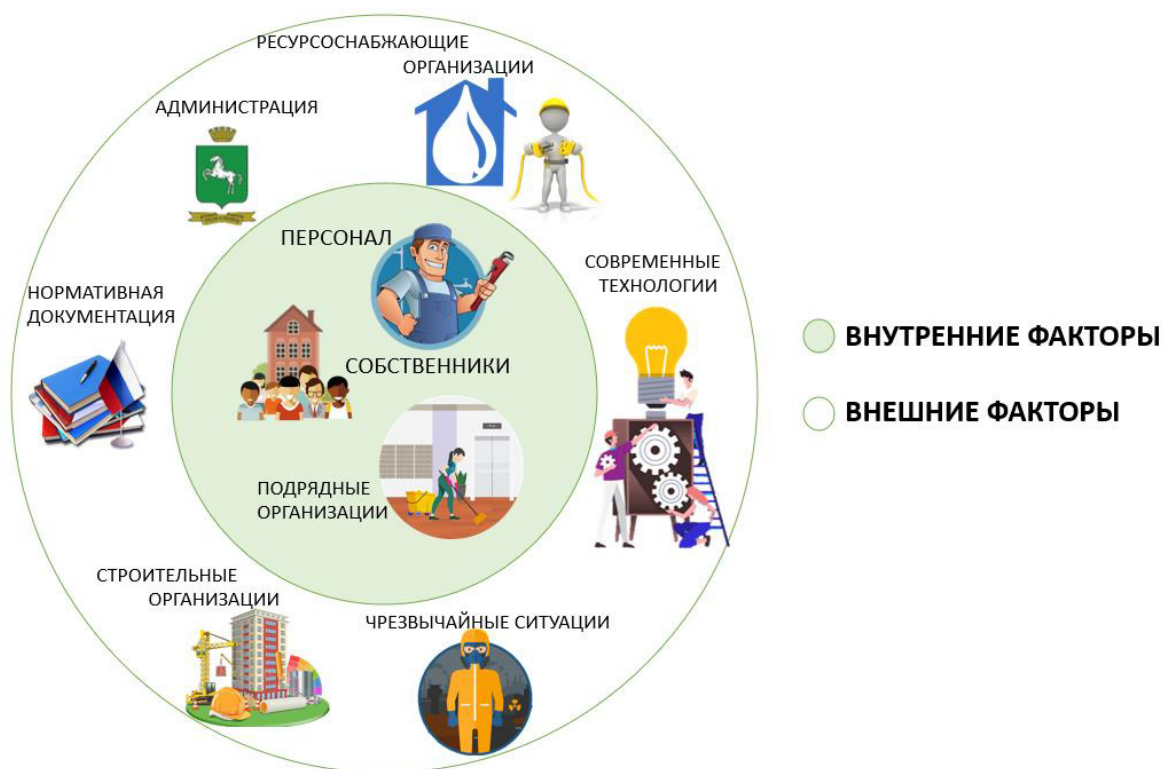 РЕСУРСОСНАБЖАЮЩИЕ
ОРГАНИЗАЦИИ
АДМИНИСТРАЦИЯ
ПЕРСОНАЛ
СОВРЕМЕННЫЕ
ТЕХНОЛОГИИ
НОРМАТИВНАЯ
ДОКУМЕНТАЦИЯ
СОБСТВЕННИКИ
ПОДРЯДНЫЕ
ОРГАНИЗАЦИИ
СТРОИТЕЛЬНЫЕ
ОРГАНИЗАЦИИ
ЧРЕЗВЫЧАЙНЫЕ СИТУАЦИИ
ВНУТРЕННИЕ ФАКТОРЫ
ВНЕШНИЕ ФАКТОРЫ